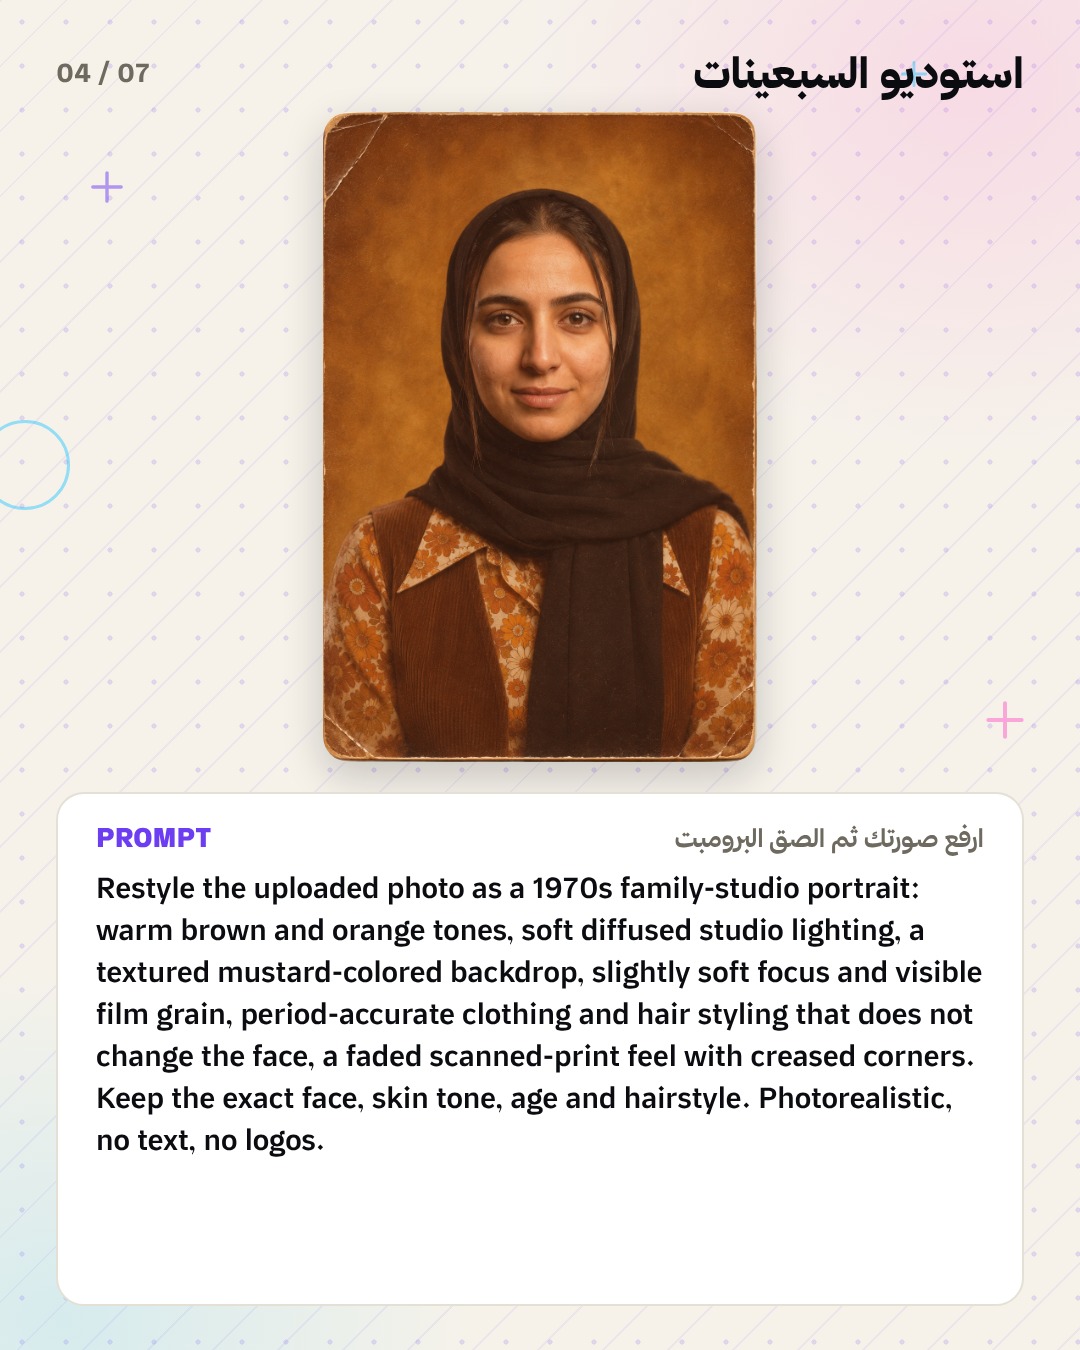 استوديو السبعينات
04 / 07
PROMPT
ارفع صورتك ثم الصق البرومبت
Restyle the uploaded photo as a 1970s family-studio portrait:
warm brown and orange tones, soft diffused studio lighting, a
textured mustard-colored backdrop, slightly soft focus and visible
film grain, period-accurate clothing and hair styling that does not
change the face, a faded scanned-print feel with creased corners.
Keep the exact face, skin tone, age and hairstyle. Photorealistic,
no text, no logos.